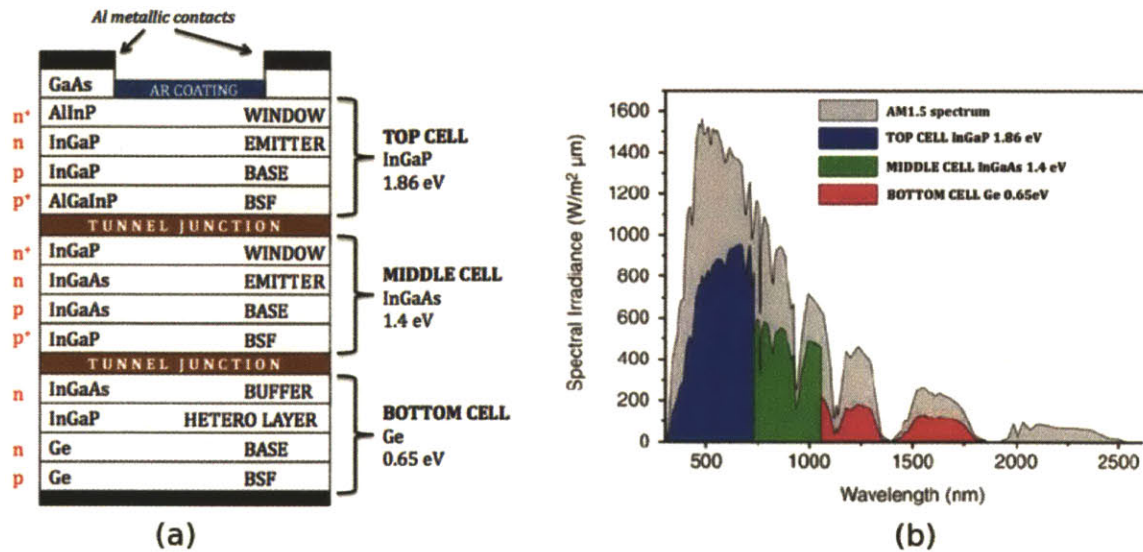 Al metallic contacts
GaAs
AR COATING
n+ AlInP WINDOW
n InGaP EMITTER
p InGaP BASE
p+ AlGaInP BSF
TOP CELL
InGaP
1.86 eV
TUNNEL JUNCTION
n+ InGaP WINDOW
n InGaAs EMITTER
p InGaAs BASE
p+ InGaP BSF
MIDDLE CELL
InGaAs
1.4 eV
TUNNEL JUNCTION
n InGaAs BUFFER
InGaP HETERO LAYER
n Ge BASE
p Ge BSF
BOTTOM CELL
Ge
0.65 eV
(a)
Spectral Irradiance (W/m² µm)
1600
1400
1200
1000
800
600
400
200
0
AM1.5 spectrum
TOP CELL InGaP 1.86 eV
MIDDLE CELL InGaAs 1.4 eV
BOTTOM CELL Ge 0.65eV
500 1000 1500 2000 2500
Wavelength (nm)
(b)